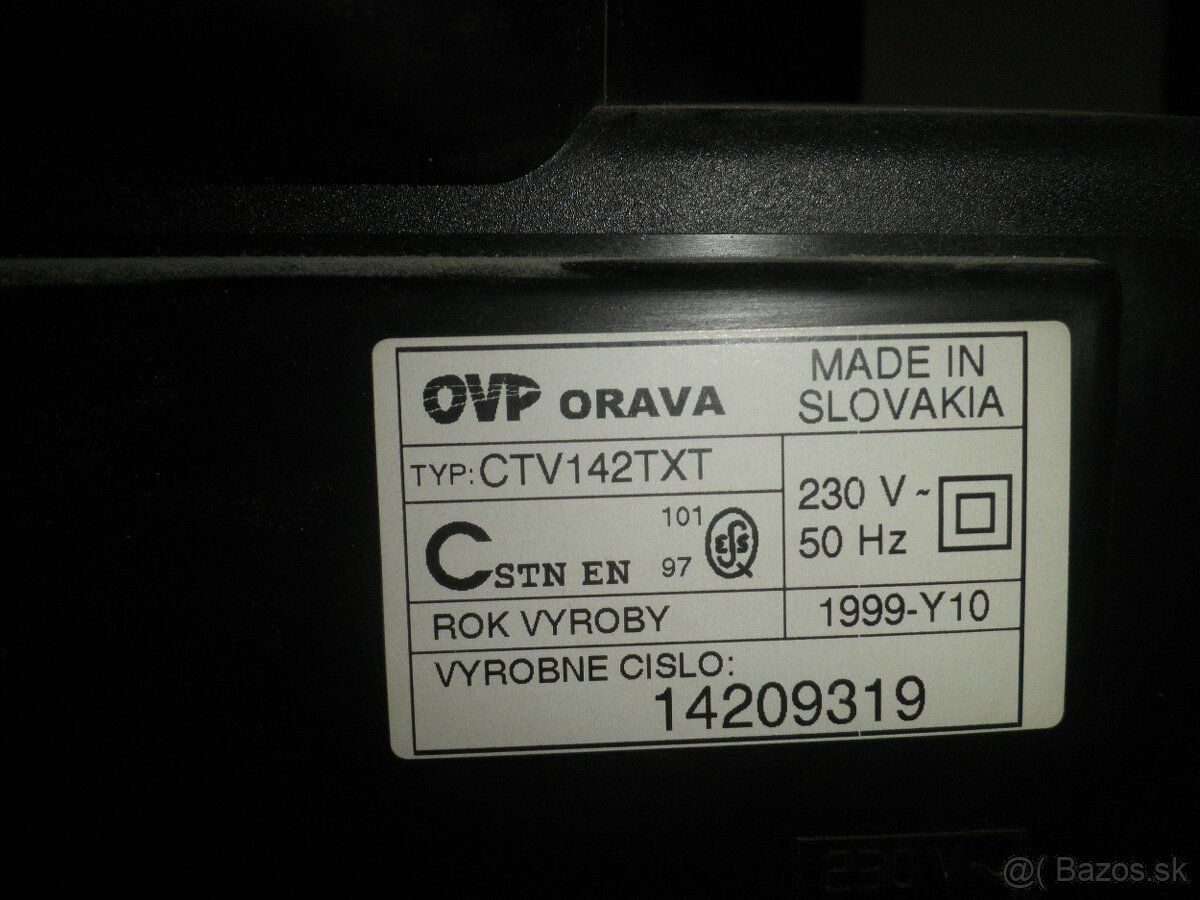 OVP ORAVA
MADE IN
SLOVAKIA
TYP: CTV142TXT
230 V ~
50 Hz
C STN EN
101
97
ROK VYROBY
1999-Y10
VYROBNE CISLO:
14209319
230 V ~
@( Bazos.sk